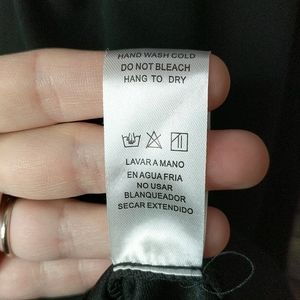 HAND WASH COLD
DO NOT BLEACH
HANG TO DRY
LAVAR A MANO
EN AGUA FRIA
NO USAR
BLANQUEADOR
SECAR EXTENDIDO